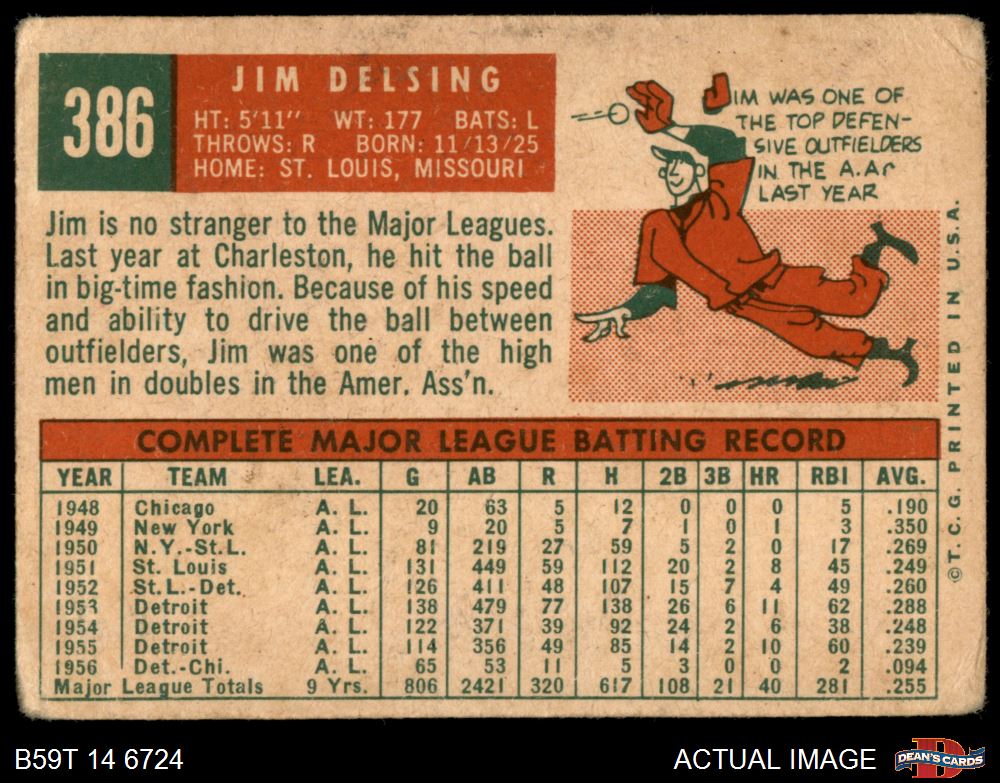 386
JIM DELSING
HT: 5'11" WT: 177 BATS: L
THROWS: R BORN: 11/13/25
HOME: ST. LOUIS, MISSOURI
JIM WAS ONE OF
THE TOP DEFEN-
SIVE OUTFIELDERS
IN THE A.A.
LAST YEAR
Jim is no stranger to the Major Leagues.
Last year at Charleston, he hit the ball
in big-time fashion. Because of his speed
and ability to drive the ball between
outfielders, Jim was one of the high
men in doubles in the Amer. Ass'n.
COMPLETE MAJOR LEAGUE BATTING RECORD
YEAR TEAM LEA. G AB R H 2B 3B HR RBI AVG.
1948 Chicago A. L. 20 63 5 12 0 0 0 5 .190
1949 New York A. L. 9 20 5 7 1 0 1 3 .350
1950 N.Y.-St.L. A. L. 81 219 27 59 5 2 0 17 .269
1951 St. Louis A. L. 131 449 59 112 20 2 8 45 .249
1952 St.L.-Det. A. L. 126 411 48 107 15 7 4 49 .260
1953 Detroit A. L. 138 479 77 138 26 6 11 62 .288
1954 Detroit A. L. 122 371 39 92 24 2 6 38 .248
1955 Detroit A. L. 114 356 49 85 14 2 10 60 .239
1956 Det.-Chi. A. L. 65 53 11 5 3 0 0 2 .094
Major League Totals 9 Yrs. 806 2421 320 617 108 21 40 281 .255
©T. C. G. PRINTED IN U.S.A.
B59T 14 6724
ACTUAL IMAGE
DEAN'S CARDS